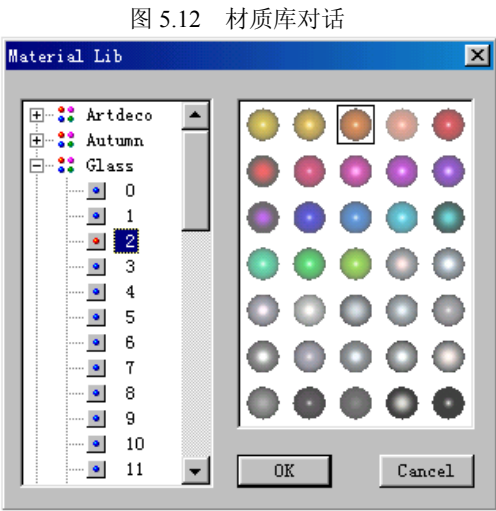 图 5.12 材质库对话
Material Lib
Artdeco
Autumn
Glass
0
1
2
3
4
5
6
7
8
9
10
11
OK
Cancel